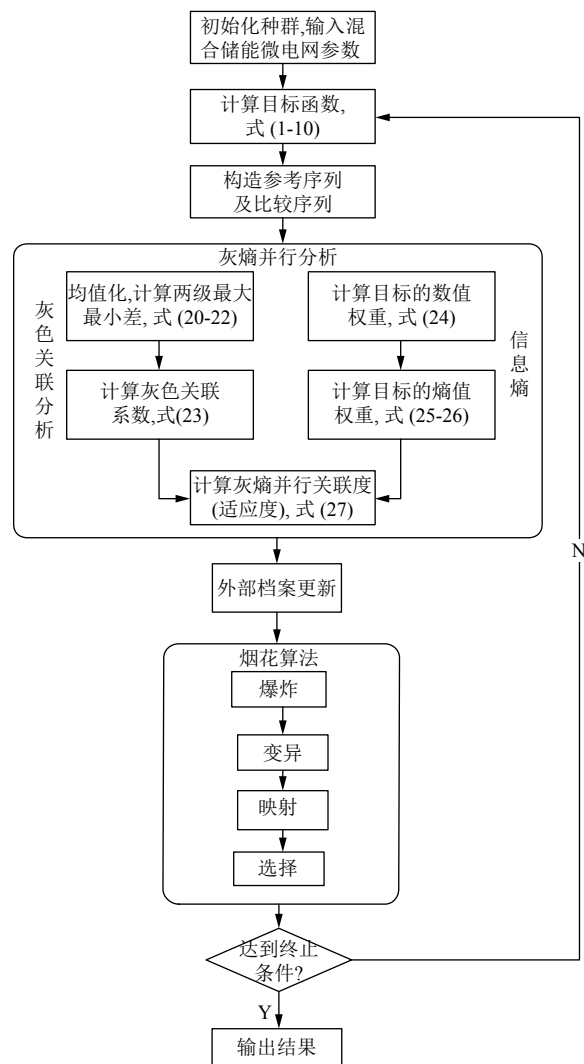 初始化种群,输入混
合储能微电网参数
计算目标函数,
式 (1-10)
构造参考序列
及比较序列
灰熵并行分析
灰色关联分析
均值化,计算两级最大
最小差, 式 (20-22)
计算灰色关联
系数,式(23)
计算目标的数值
权重, 式 (24)
计算目标的熵值
权重, 式 (25-26)
信息熵
计算灰熵并行关联度
(适应度), 式 (27)
外部档案更新
烟花算法
爆炸
变异
映射
选择
达到终止
条件?
N
Y
输出结果